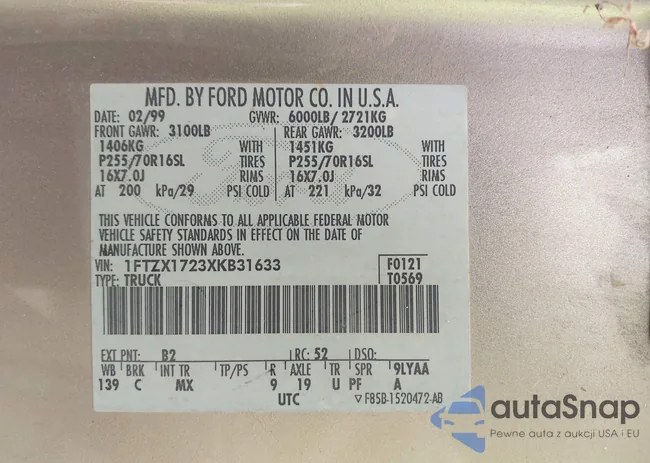 MFD. BY FORD MOTOR CO. IN U.S.A.
DATE: 02/99 GVWR: 6000LB/ 2721KG
FRONT GAWR: 3100LB REAR GAWR: 3200LB
1406KG WITH 1451KG WITH
P255/70R16SL TIRES P255/70R16SL TIRES
16X7.0J RIMS 16X7.0J RIMS
AT 200 kPa/29 PSI COLD AT 221 kPa/32 PSI COLD
THIS VEHICLE CONFORMS TO ALL APPLICABLE FEDERAL MOTOR
VEHICLE SAFETY STANDARDS IN EFFECT ON THE DATE OF
MANUFACTURE SHOWN ABOVE.
VIN: 1FTZX1723XKB31633 F0121
TYPE: TRUCK T0569
EXT PNT: B2 RC: 52 DSO:
WB BRK INT TR TP/PS R AXLE TR SPR 9LYAA
139 C MX 9 19 U PF A
UTC ▽ F85B-1520472-AB
autaSnap
Pewne auta z aukcji USA i EU